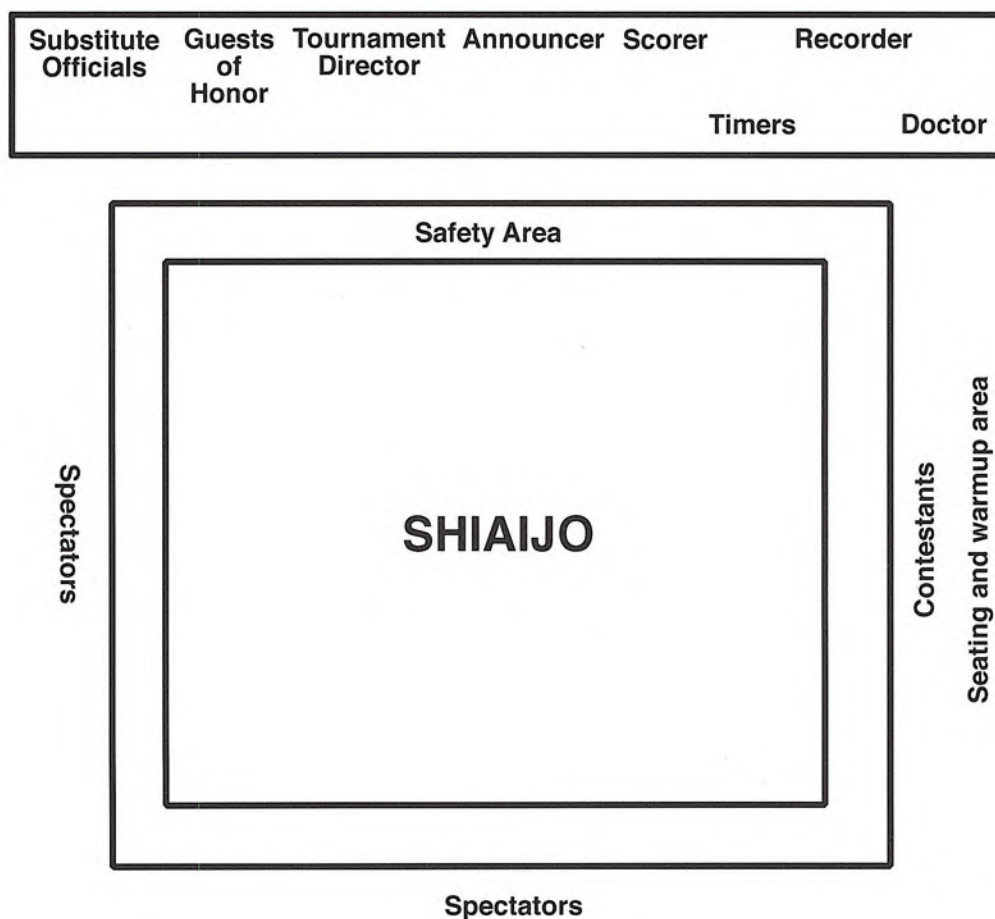 Substitute
Officials
Guests
of
Honor
Tournament
Director
Announcer
Scorer
Recorder
Timers
Doctor
Safety Area
Spectators
SHIAIJO
Contestants
Seating and warmup area
Spectators